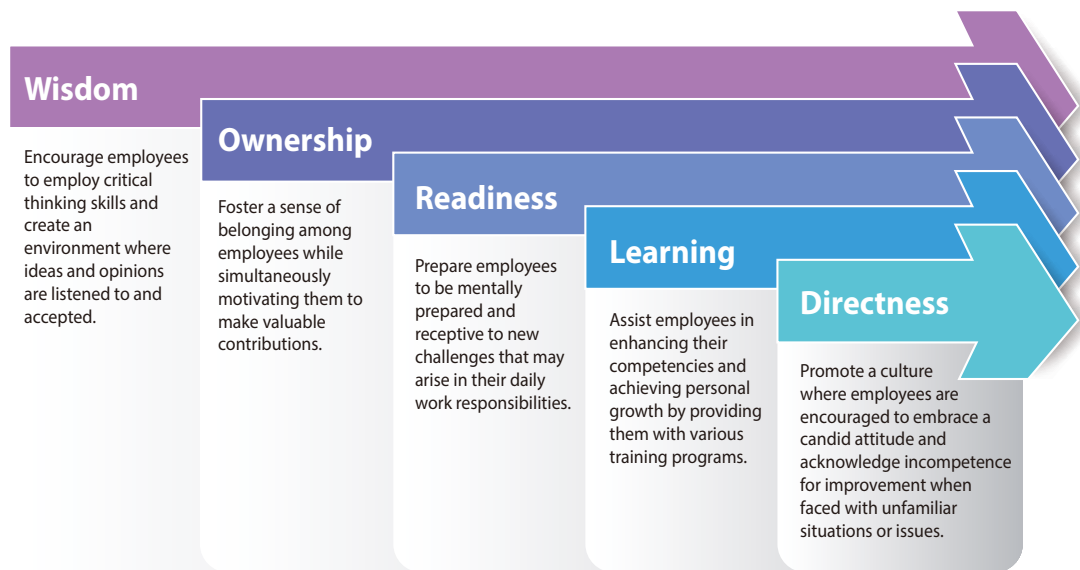 Wisdom
Encourage employees
to employ critical
thinking skills and
create an
environment where
ideas and opinions
are listened to and
accepted.
Ownership
Foster a sense of
belonging among
employees while
simultaneously
motivating them to
make valuable
contributions.
Readiness
Prepare employees
to be mentally
prepared and
receptive to new
challenges that may
arise in their daily
work responsibilities.
Learning
Assist employees in
enhancing their
competencies and
achieving personal
growth by providing
them with various
training programs.
Directness
Promote a culture
where employees are
encouraged to embrace a
candid attitude and
acknowledge incompetence
for improvement when
faced with unfamiliar
situations or issues.